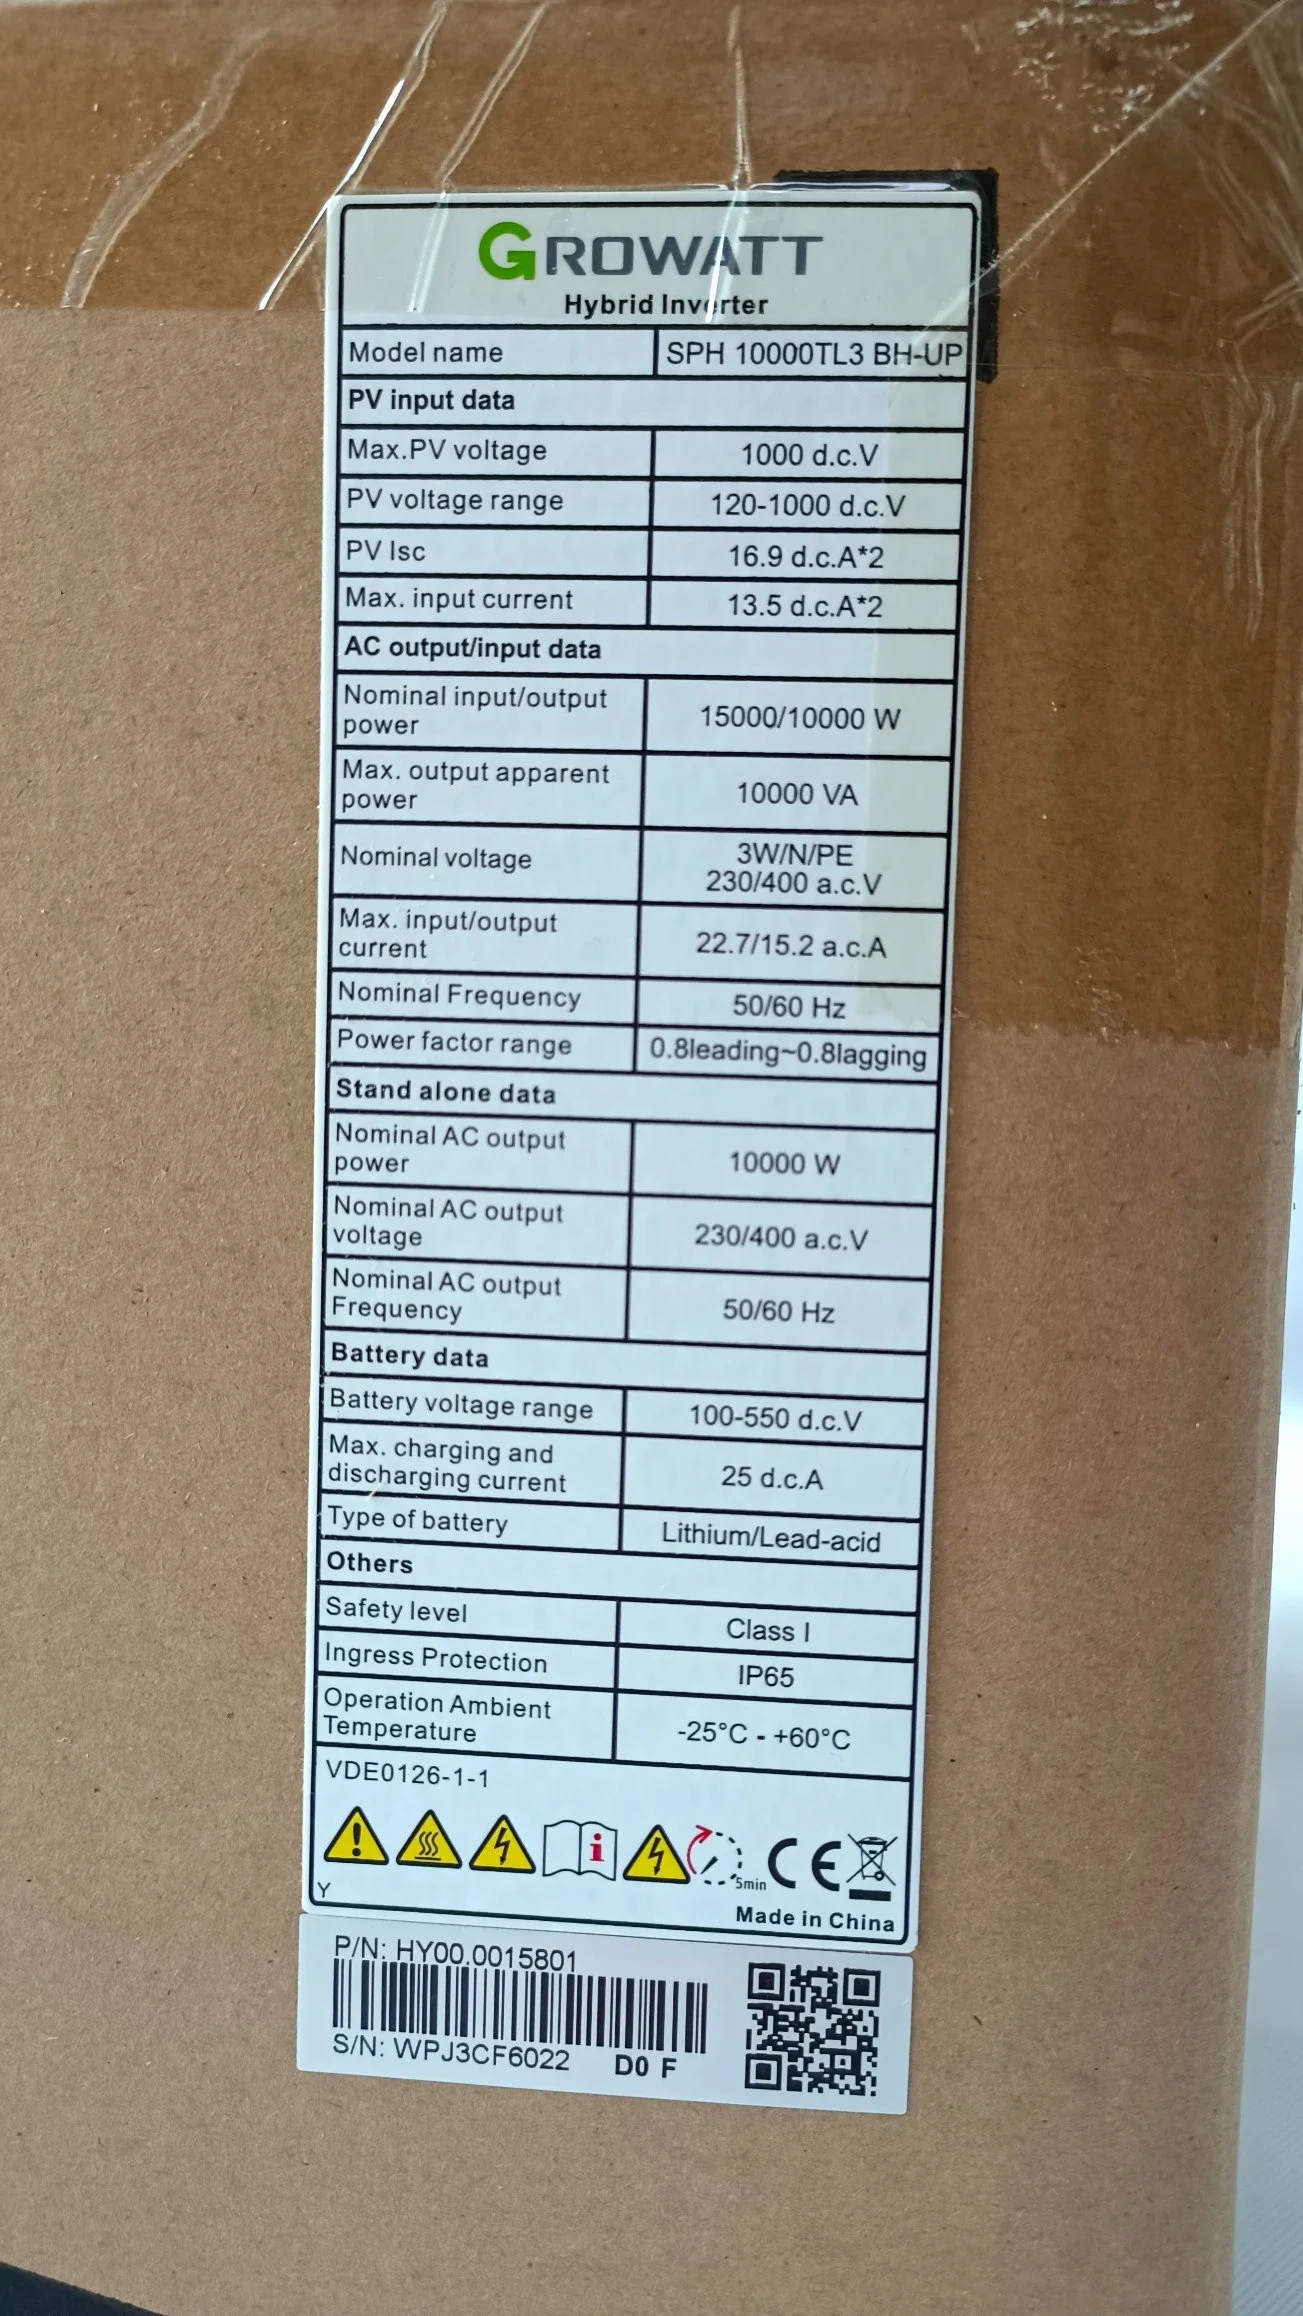 GROWATT
Hybrid Inverter
Model name SPH 10000TL3 BH-UP
PV input data
Max.PV voltage 1000 d.c.V
PV voltage range 120-1000 d.c.V
PV Isc 16.9 d.c.A*2
Max. input current 13.5 d.c.A*2
AC output/input data
Nominal input/output
power 15000/10000 W
Max. output apparent
power 10000 VA
Nominal voltage 3W/N/PE
230/400 a.c.V
Max. input/output
current 22.7/15.2 a.c.A
Nominal Frequency 50/60 Hz
Power factor range 0.8leading~0.8lagging
Stand alone data
Nominal AC output
power 10000 W
Nominal AC output
voltage 230/400 a.c.V
Nominal AC output
Frequency 50/60 Hz
Battery data
Battery voltage range 100-550 d.c.V
Max. charging and
discharging current 25 d.c.A
Type of battery Lithium/Lead-acid
Others
Safety level Class I
Ingress Protection IP65
Operation Ambient
Temperature -25°C - +60°C
VDE0126-1-1
5min CE
Y
Made in China
P/N: HY00.0015801
S/N: WPJ3CF6022 D0 F